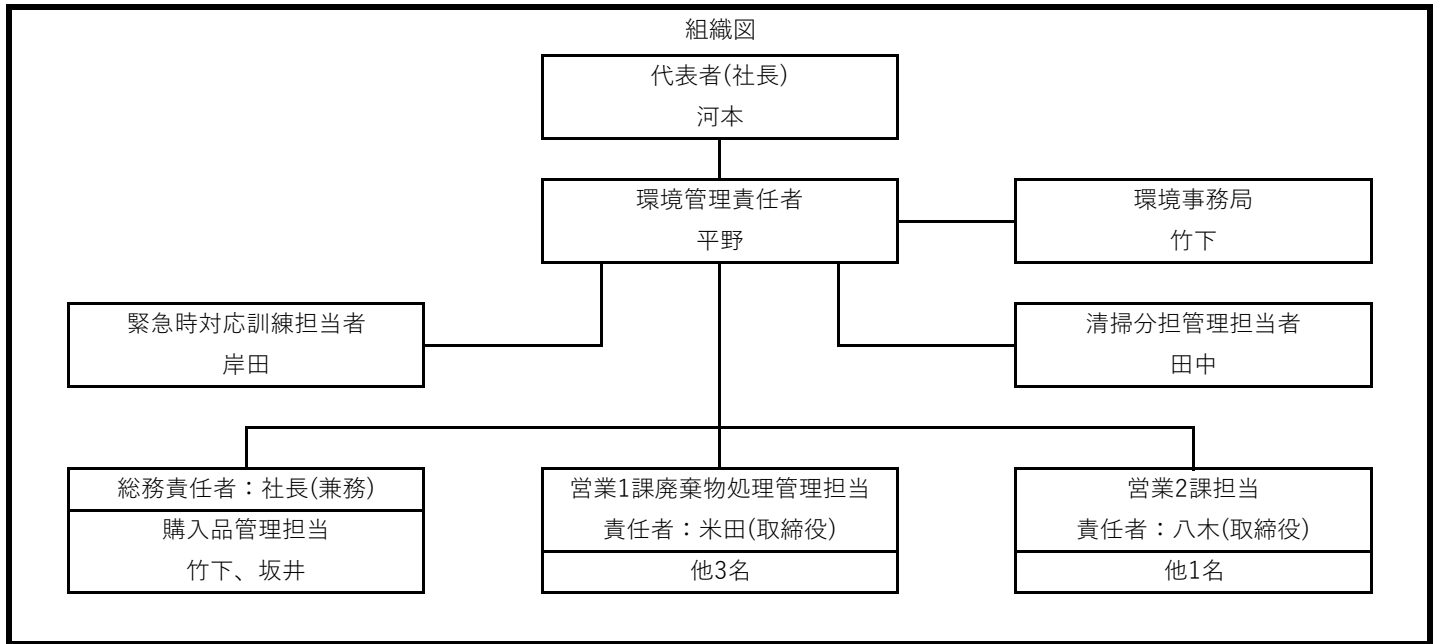 組織図
代表者(社長)
河本
環境管理責任者
平野
環境事務局
竹下
緊急時対応訓練担当者
岸田
清掃分担管理担当者
田中
総務責任者：社長(兼務)
購入品管理担当
竹下、坂井
営業1課廃棄物処理管理担当
責任者：米田(取締役)
他3名
営業2課担当
責任者：八木(取締役)
他1名